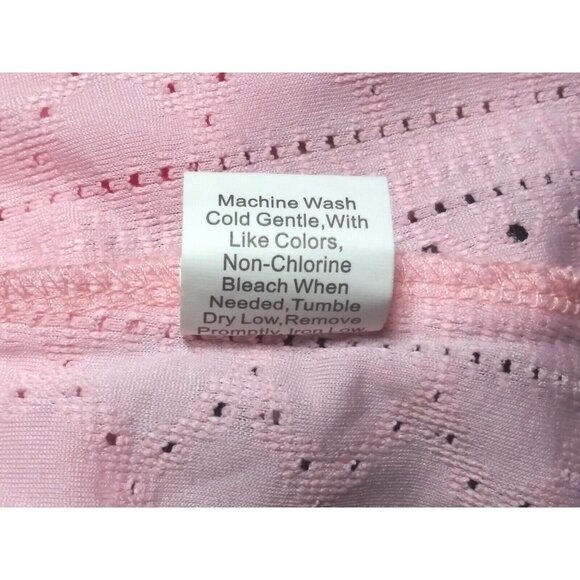 Machine Wash
Cold Gentle,With
Like Colors,
Non-Chlorine
Bleach When
Needed,Tumble
Dry Low,Remove
Promptly, Iron Low